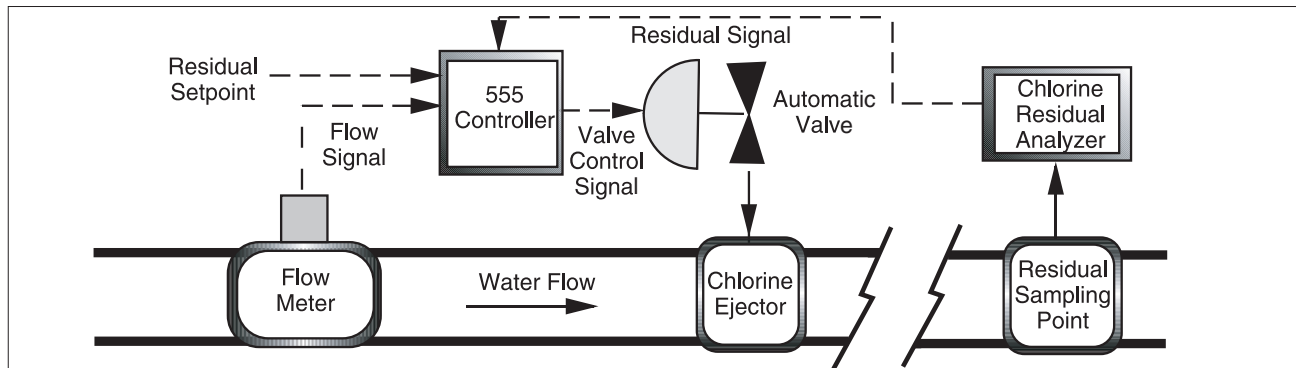 Residual Signal
Residual
Setpoint
555
Controller
Flow
Signal
Valve
Control
Signal
Automatic
Valve
Chlorine
Residual
Analyzer
Flow
Meter
Water Flow
Chlorine
Ejector
Residual
Sampling
Point